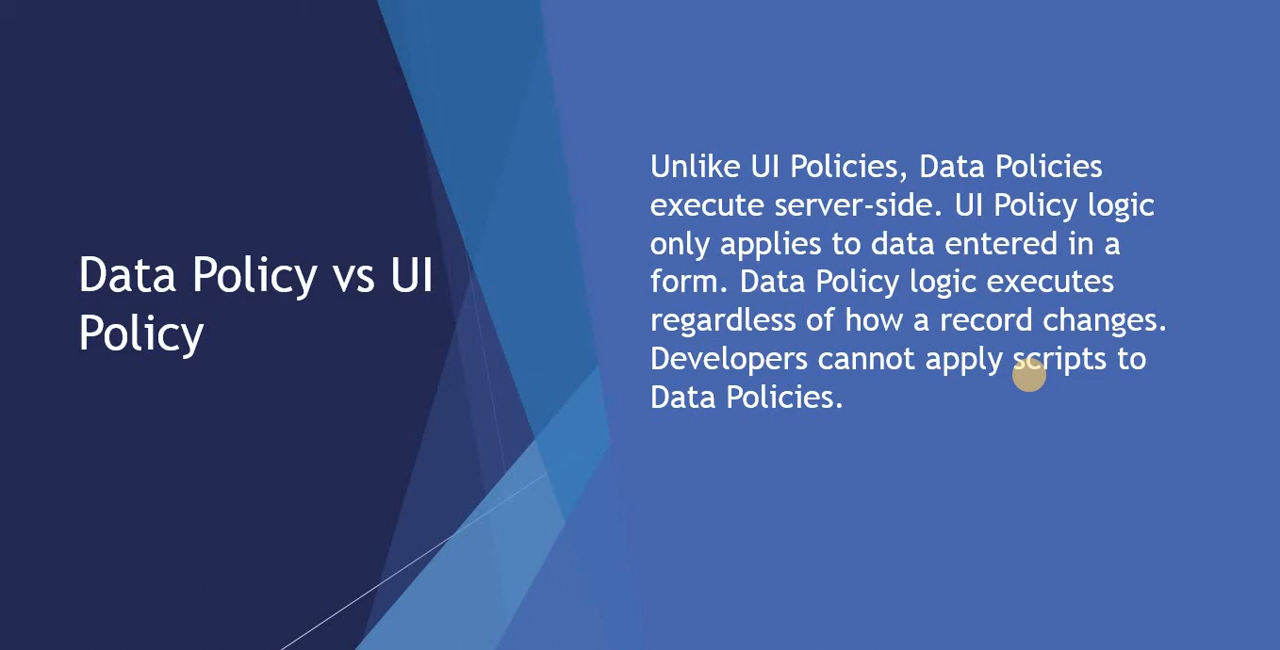 Data Policy vs UI
Policy
Unlike UI Policies, Data Policies
execute server-side. UI Policy logic
only applies to data entered in a
form. Data Policy logic executes
regardless of how a record changes.
Developers cannot apply scripts to
Data Policies.